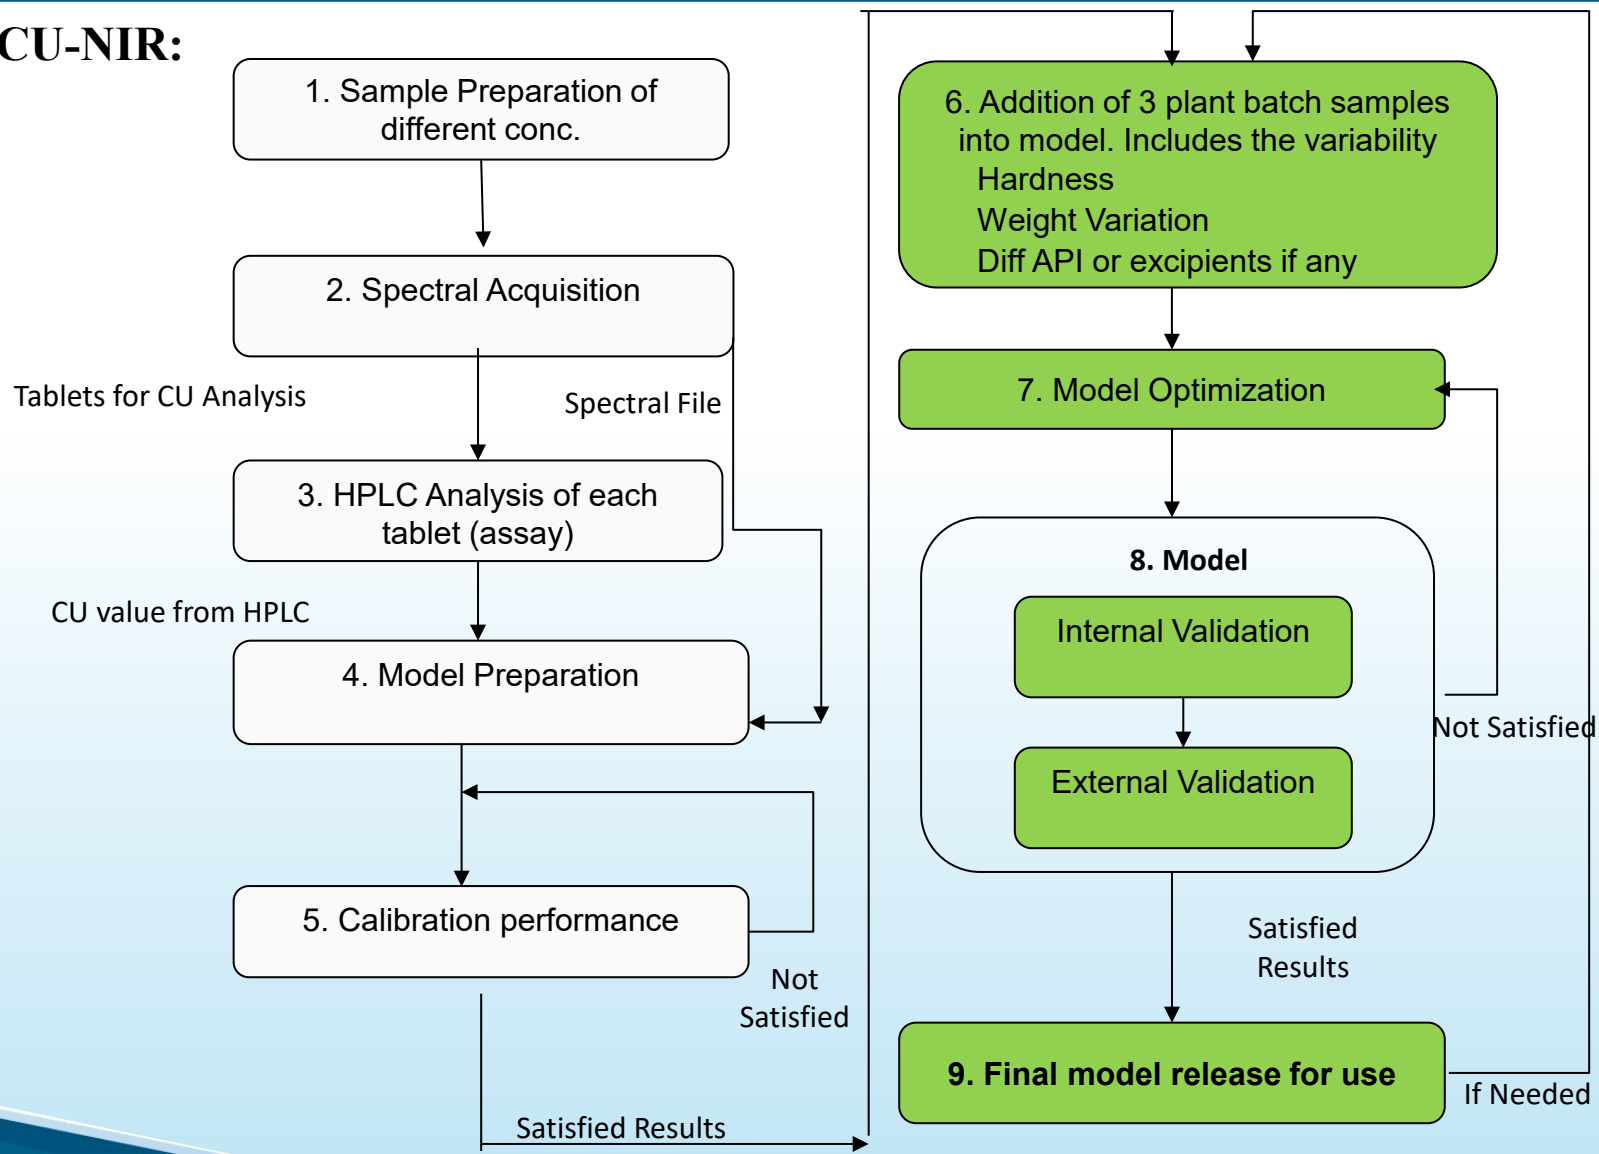 CU-NIR:
1. Sample Preparation of
different conc.
2. Spectral Acquisition
Tablets for CU Analysis
Spectral File
3. HPLC Analysis of each
tablet (assay)
CU value from HPLC
4. Model Preparation
5. Calibration performance
Not
Satisfied
Satisfied Results
6. Addition of 3 plant batch samples
into model. Includes the variability
Hardness
Weight Variation
Diff API or excipients if any
7. Model Optimization
8. Model
Internal Validation
External Validation
Not Satisfied
Satisfied
Results
9. Final model release for use
If Needed